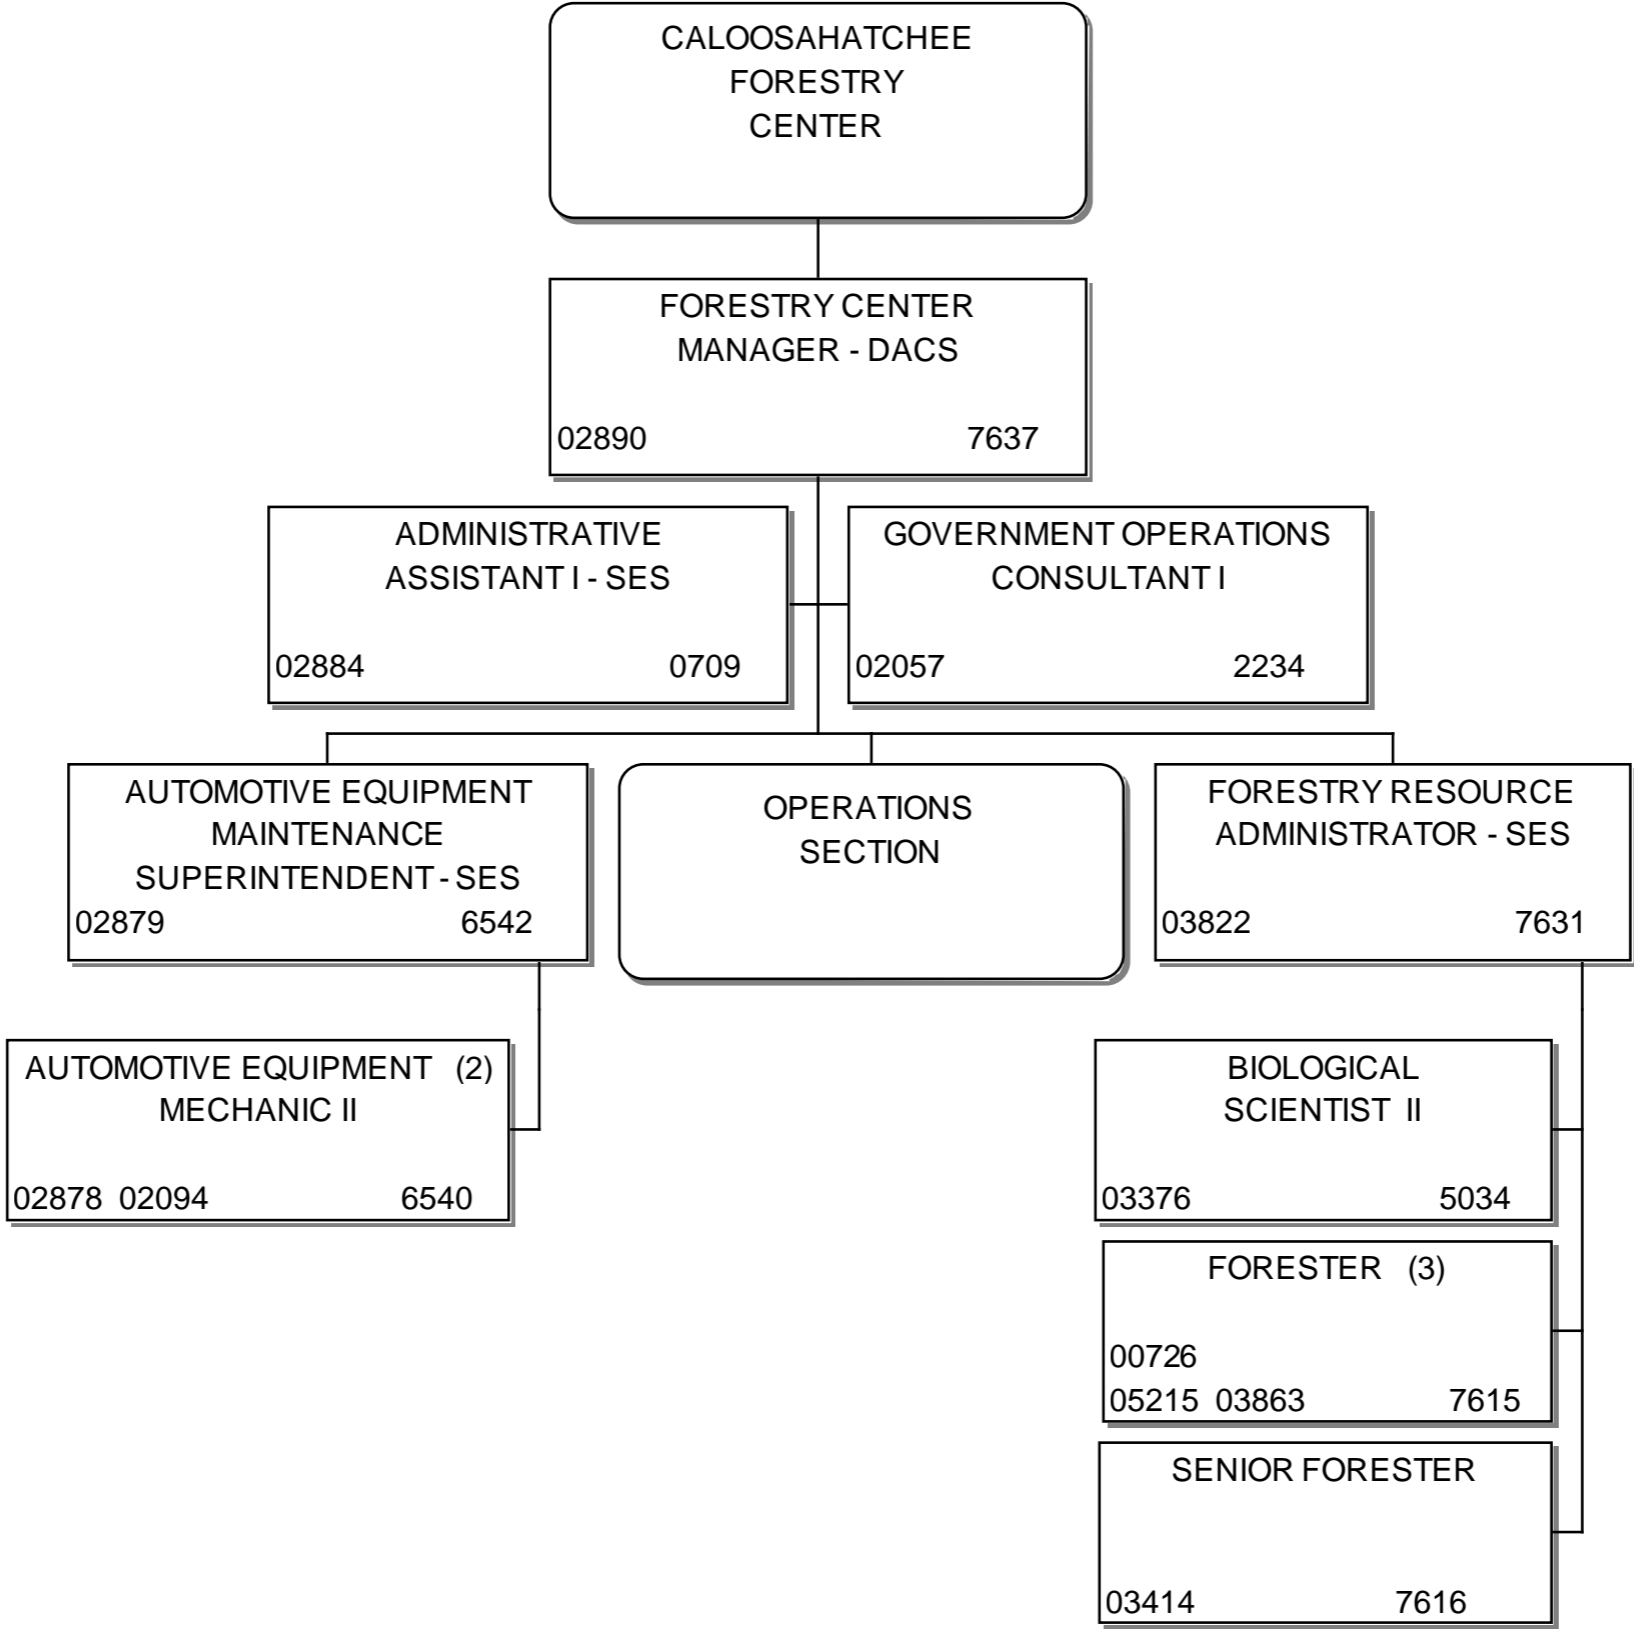 CALOOSAHATCHEE
FORESTRY
CENTER
FORESTRY CENTER
MANAGER - DACS
02890 7637
ADMINISTRATIVE
ASSISTANT I - SES
02884 0709
GOVERNMENT OPERATIONS
CONSULTANT I
02057 2234
AUTOMOTIVE EQUIPMENT
MAINTENANCE
SUPERINTENDENT - SES
02879 6542
OPERATIONS
SECTION
FORESTRY RESOURCE
ADMINISTRATOR - SES
03822 7631
AUTOMOTIVE EQUIPMENT (2)
MECHANIC II
02878 02094 6540
BIOLOGICAL
SCIENTIST II
03376 5034
FORESTER (3)
00726
05215 03863 7615
SENIOR FORESTER
03414 7616